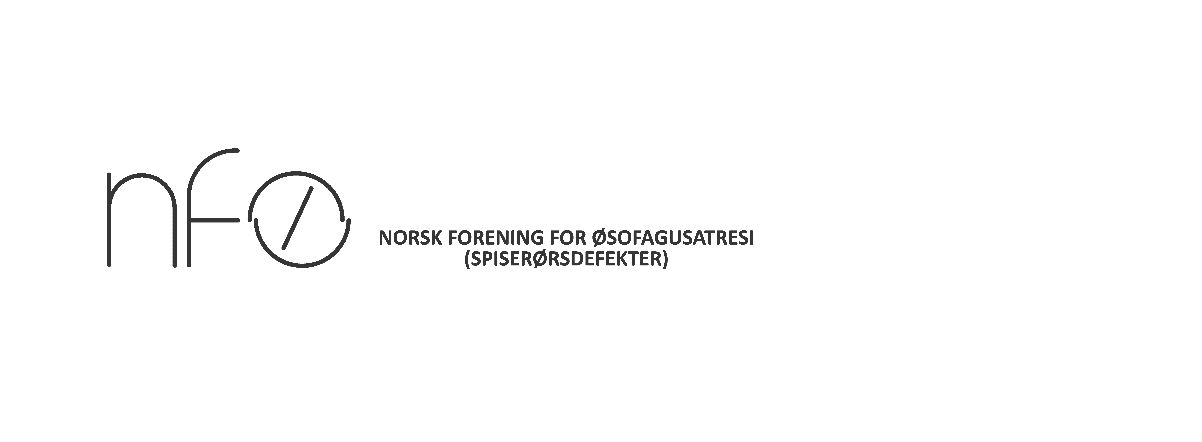 nfø
NORSK FORENING FOR ØSOFAGUSATRESI
(SPISERØRSDEFEKTER)